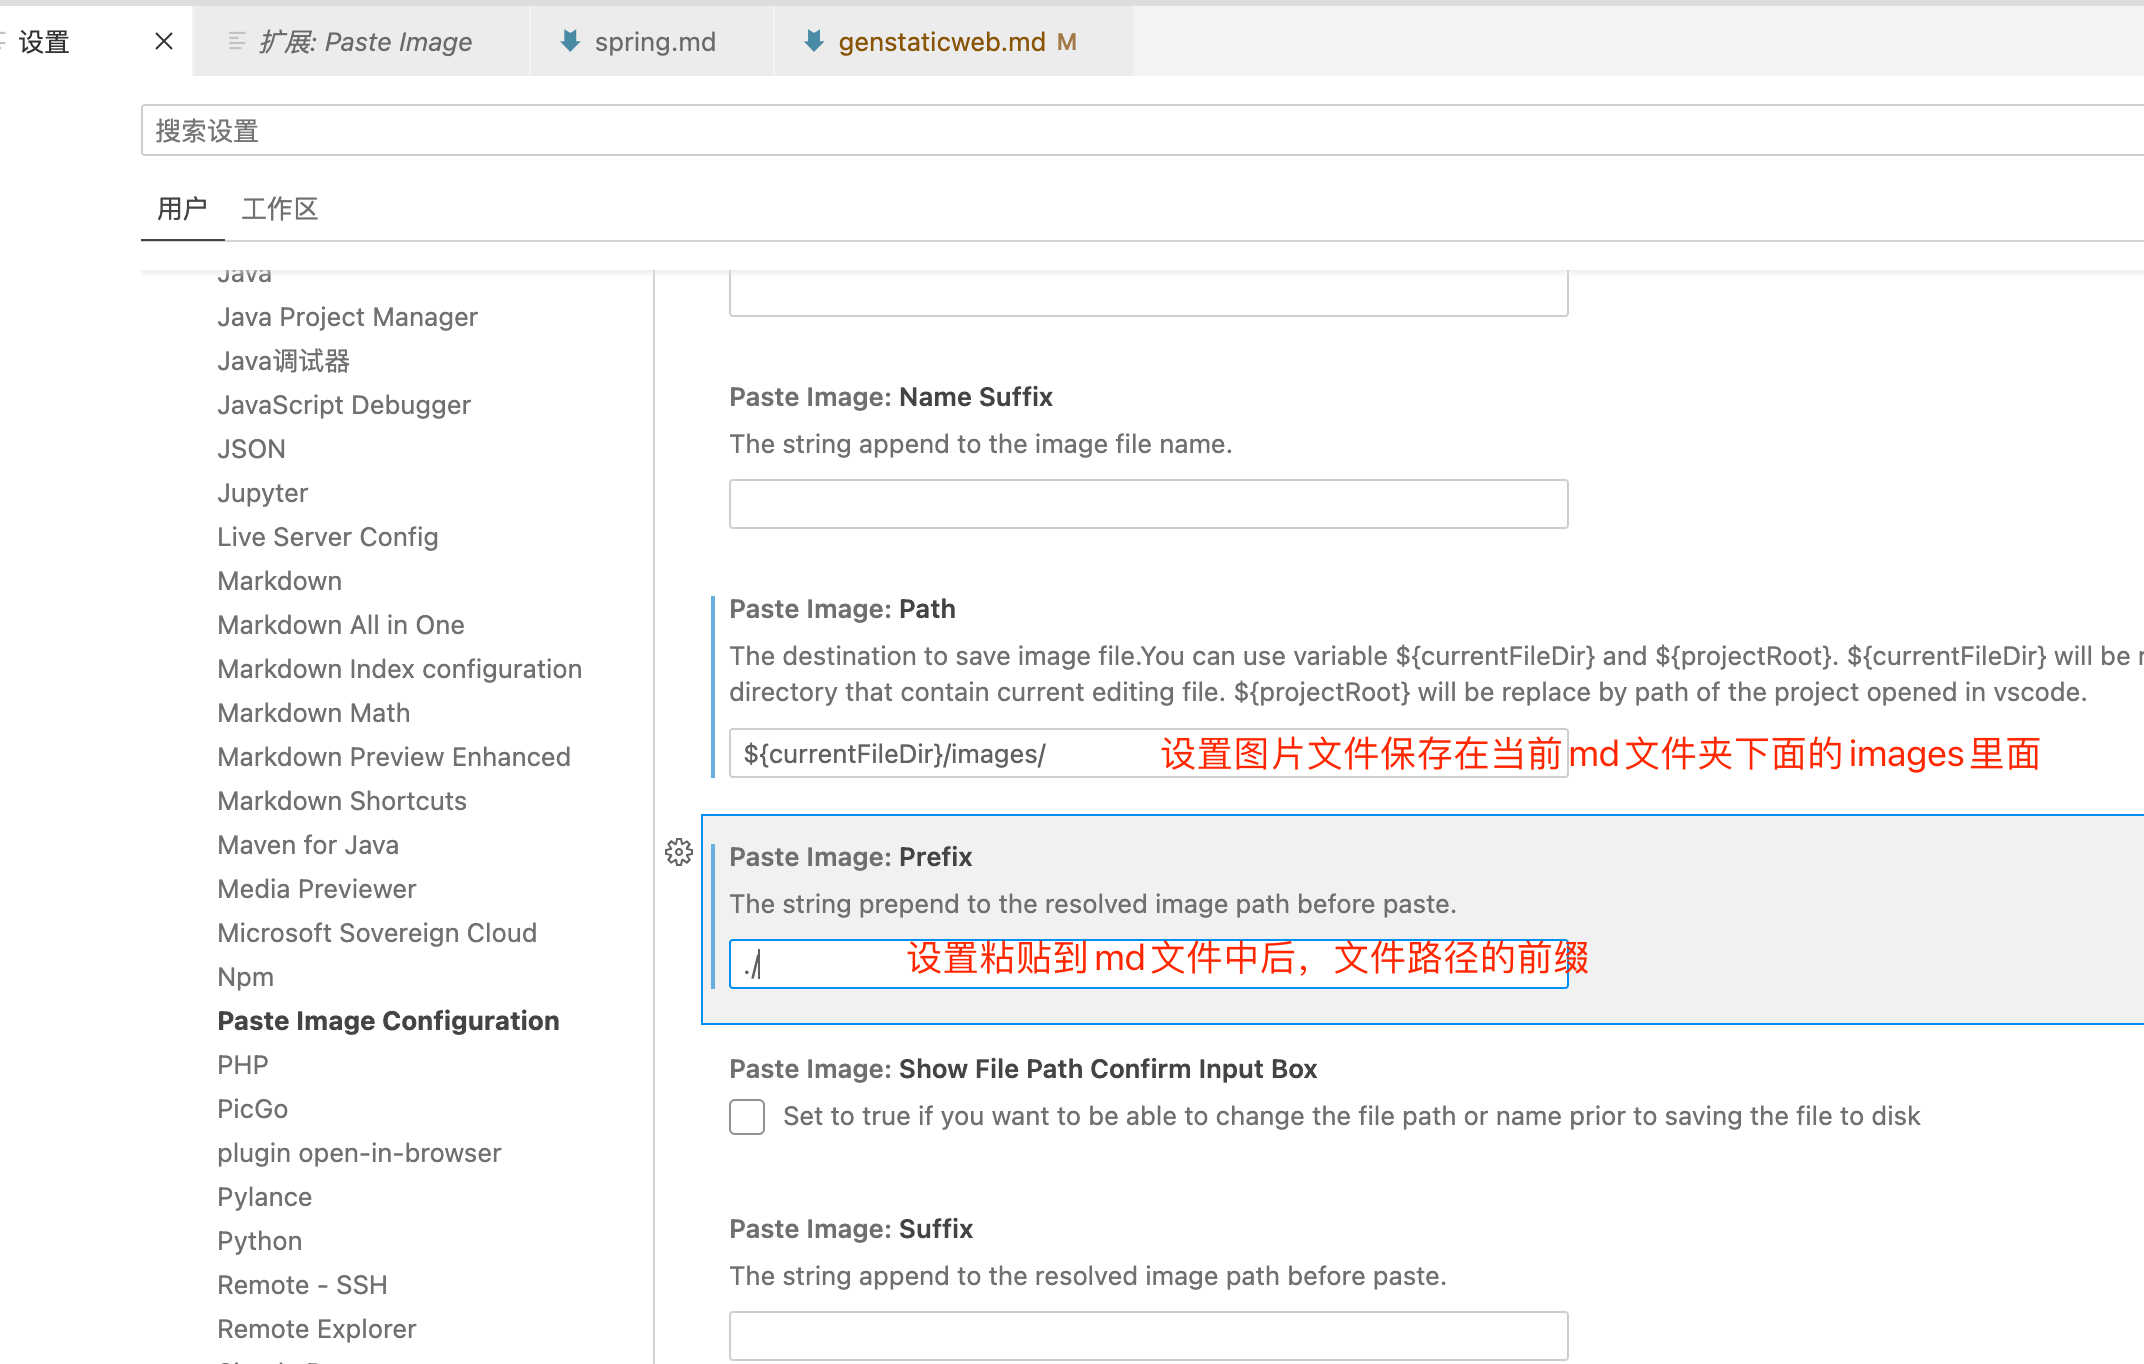 设置
扩展: Paste Image
spring.md
genstaticweb.md M
搜索设置
用户 工作区
Java
Java Project Manager
Java调试器
JavaScript Debugger
JSON
Jupyter
Live Server Config
Markdown
Markdown All in One
Markdown Index configuration
Markdown Math
Markdown Preview Enhanced
Markdown Shortcuts
Maven for Java
Media Previewer
Microsoft Sovereign Cloud
Npm
Paste Image Configuration
PHP
PicGo
plugin open-in-browser
Pylance
Python
Remote - SSH
Remote Explorer
Paste Image: Name Suffix
The string append to the image file name.
Paste Image: Path
The destination to save image file.You can use variable ${currentFileDir} and ${projectRoot}. ${currentFileDir} will be
directory that contain current editing file. ${projectRoot} will be replace by path of the project opened in vscode.
${currentFileDir}/images/
设置图片文件保存在当前md文件夹下面的images里面
Paste Image: Prefix
The string prepend to the resolved image path before paste.
./
设置粘贴到md文件中后，文件路径的前缀
Paste Image: Show File Path Confirm Input Box
Set to true if you want to be able to change the file path or name prior to saving the file to disk
Paste Image: Suffix
The string append to the resolved image path before paste.